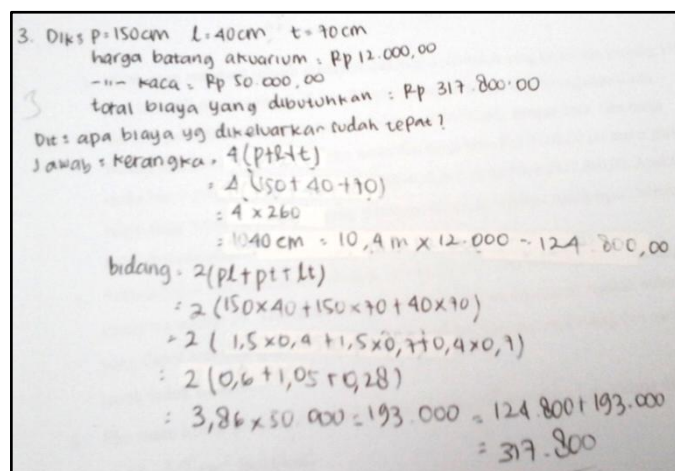 3. Dik: p = 150cm l = 40cm t = 70cm
harga batang akuarium = Rp 12.000,00
-"- kaca = Rp 50.000,00
3
total biaya yang dibutuhkan = Rp 317.800.00
Dit = apa biaya yg dikeluarkan sudah tepat?
Jawab = kerangka = 4(p+l+t)
= 4 (150 + 40 + 70)
= 4 x 260
= 1040 cm = 10,4 m x 12.000 = 124.800,00
bidang = 2(pl+pt+lt)
= 2 (150x40 + 150x70 + 40x70)
= 2 ( 1,5 x0,4 + 1,5x0,7+0,4x0,7)
= 2(0,6 + 1,05 + 0,28)
= 3,86 x 50.000 = 193.000 = 124.800+ 193.000
= 317.800